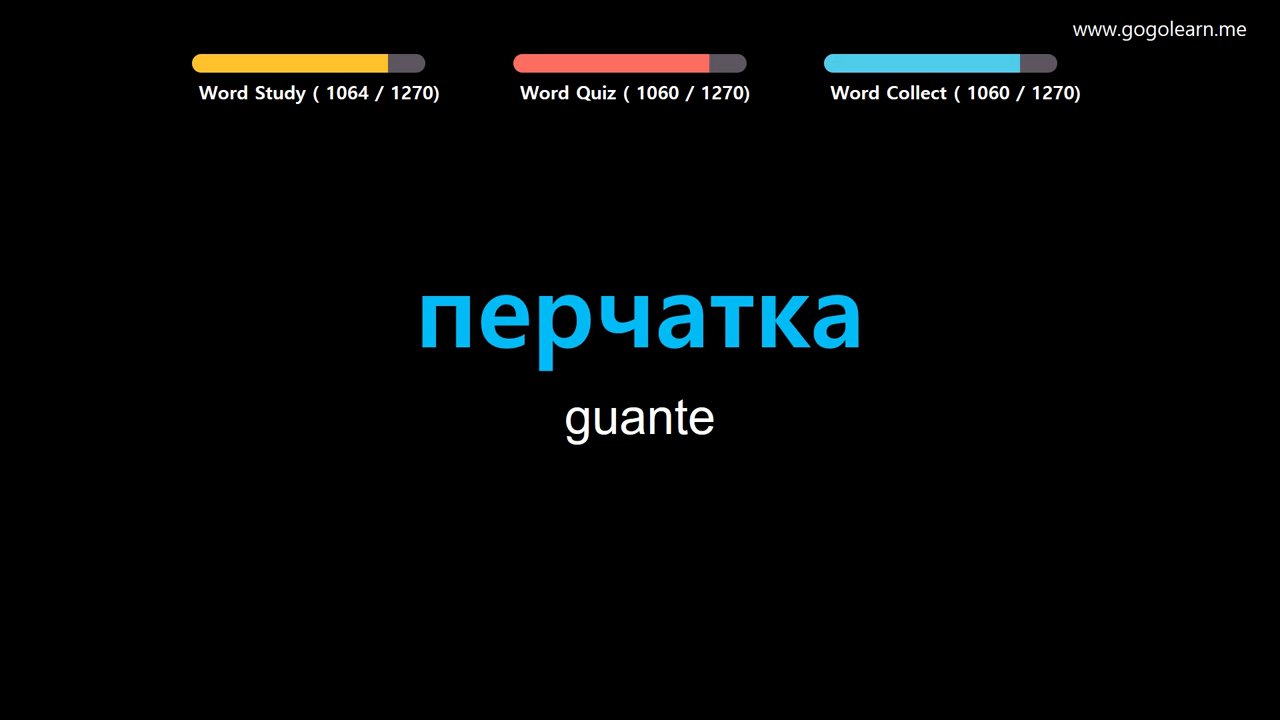 www.gogolearn.me
Word Study ( 1064 / 1270)
Word Quiz ( 1060 / 1270)
Word Collect ( 1060 / 1270)
перчатка
guante